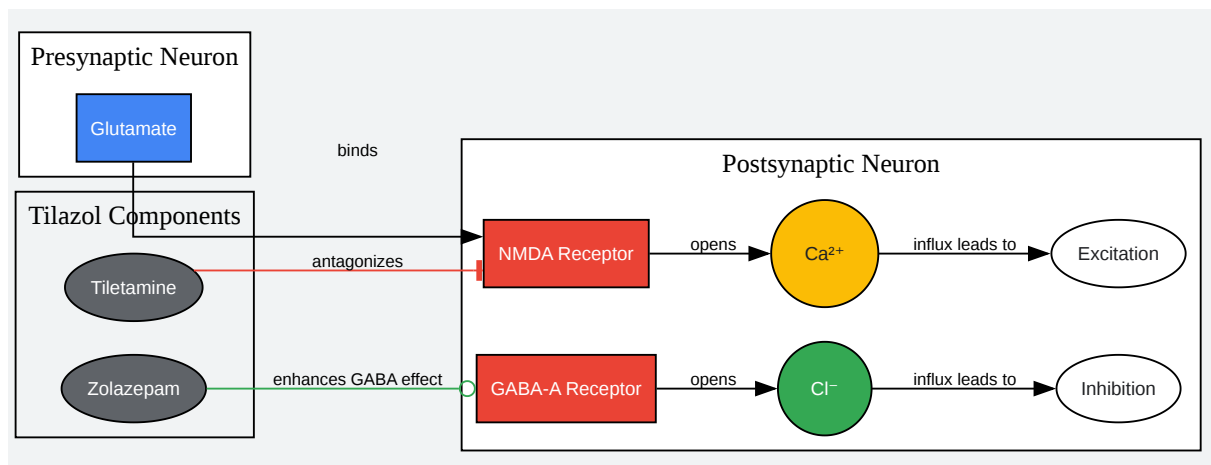 Presynaptic Neuron
Glutamate
binds
Postsynaptic Neuron
Tilazol Components
NMDA Receptor
opens
Ca²⁺
influx leads to
Excitation
antagonizes
Tiletamine
Zolazepam
enhances GABA effect
GABA-A Receptor
opens
Cl⁻
influx leads to
Inhibition